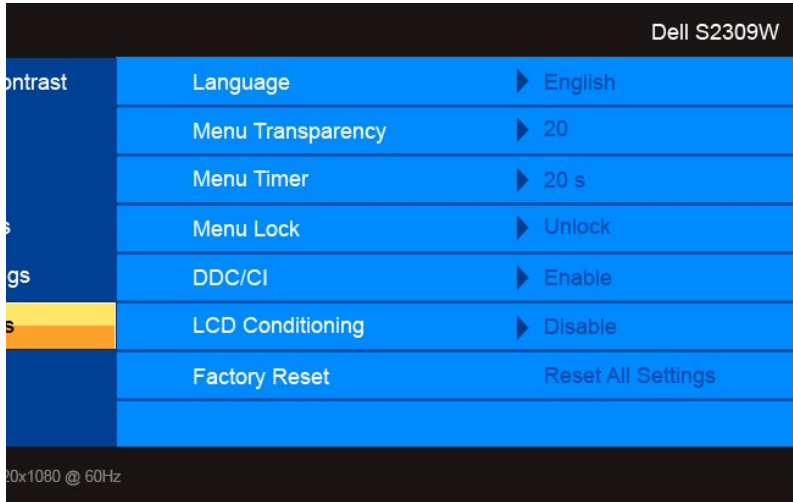 Dell S2309W
ontrast
Language English
Menu Transparency 20
Menu Timer 20 s
s
Menu Lock Unlock
gs
DDC/CI Enable
s
LCD Conditioning Disable
Factory Reset Reset All Settings
20x1080 @ 60Hz